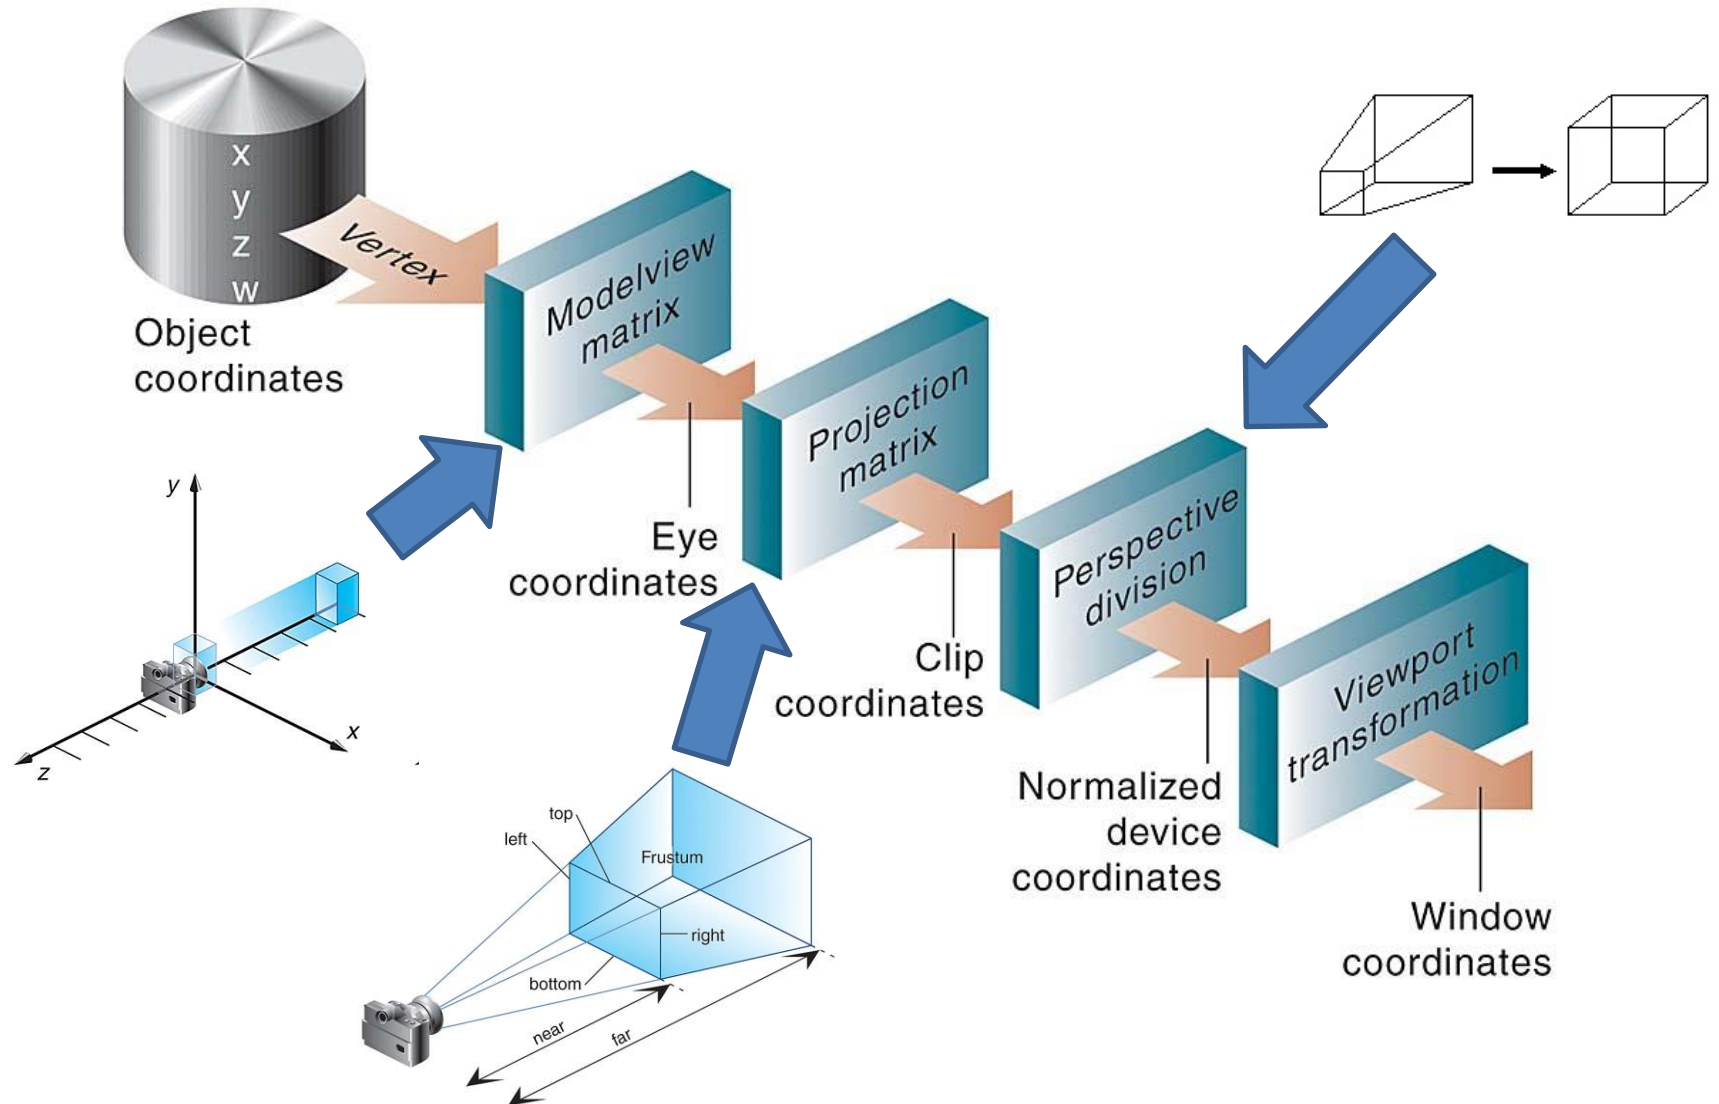 x
y
z
w
Object
coordinates
Vertex
Modelview
matrix
Eye
coordinates
Projection
matrix
Clip
coordinates
Perspective
division
Normalized
device
coordinates
Viewport
transformation
Window
coordinates
y
x
z
top
left
Frustum
right
bottom
near
far